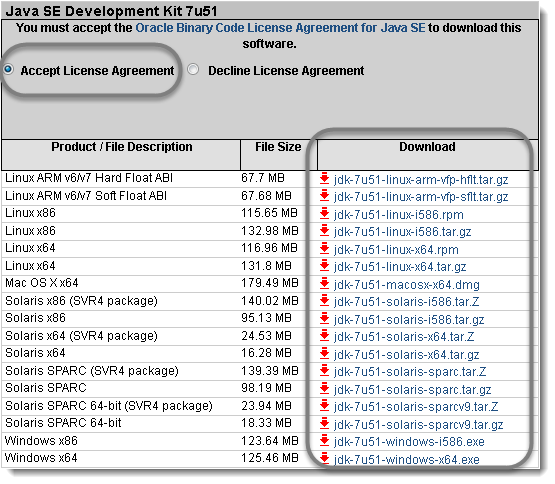 Java SE Development Kit 7u51
You must accept the Oracle Binary Code License Agreement for Java SE to download this
software.
Accept License Agreement Decline License Agreement
Product / File Description File Size Download
Linux ARM v6/v7 Hard Float ABI 67.7 MB jdk-7u51-linux-arm-vfp-hflt.tar.gz
Linux ARM v6/v7 Soft Float ABI 67.68 MB jdk-7u51-linux-arm-vfp-sflt.tar.gz
Linux x86 115.65 MB jdk-7u51-linux-i586.rpm
Linux x86 132.98 MB jdk-7u51-linux-i586.tar.gz
Linux x64 116.96 MB jdk-7u51-linux-x64.rpm
Linux x64 131.8 MB jdk-7u51-linux-x64.tar.gz
Mac OS X x64 179.49 MB jdk-7u51-macosx-x64.dmg
Solaris x86 (SVR4 package) 140.02 MB jdk-7u51-solaris-i586.tar.Z
Solaris x86 95.13 MB jdk-7u51-solaris-i586.tar.gz
Solaris x64 (SVR4 package) 24.53 MB jdk-7u51-solaris-x64.tar.Z
Solaris x64 16.28 MB jdk-7u51-solaris-x64.tar.gz
Solaris SPARC (SVR4 package) 139.39 MB jdk-7u51-solaris-sparc.tar.Z
Solaris SPARC 98.19 MB jdk-7u51-solaris-sparc.tar.gz
Solaris SPARC 64-bit (SVR4 package) 23.94 MB jdk-7u51-solaris-sparcv9.tar.Z
Solaris SPARC 64-bit 18.33 MB jdk-7u51-solaris-sparcv9.tar.gz
Windows x86 123.64 MB jdk-7u51-windows-i586.exe
Windows x64 125.46 MB jdk-7u51-windows-x64.exe